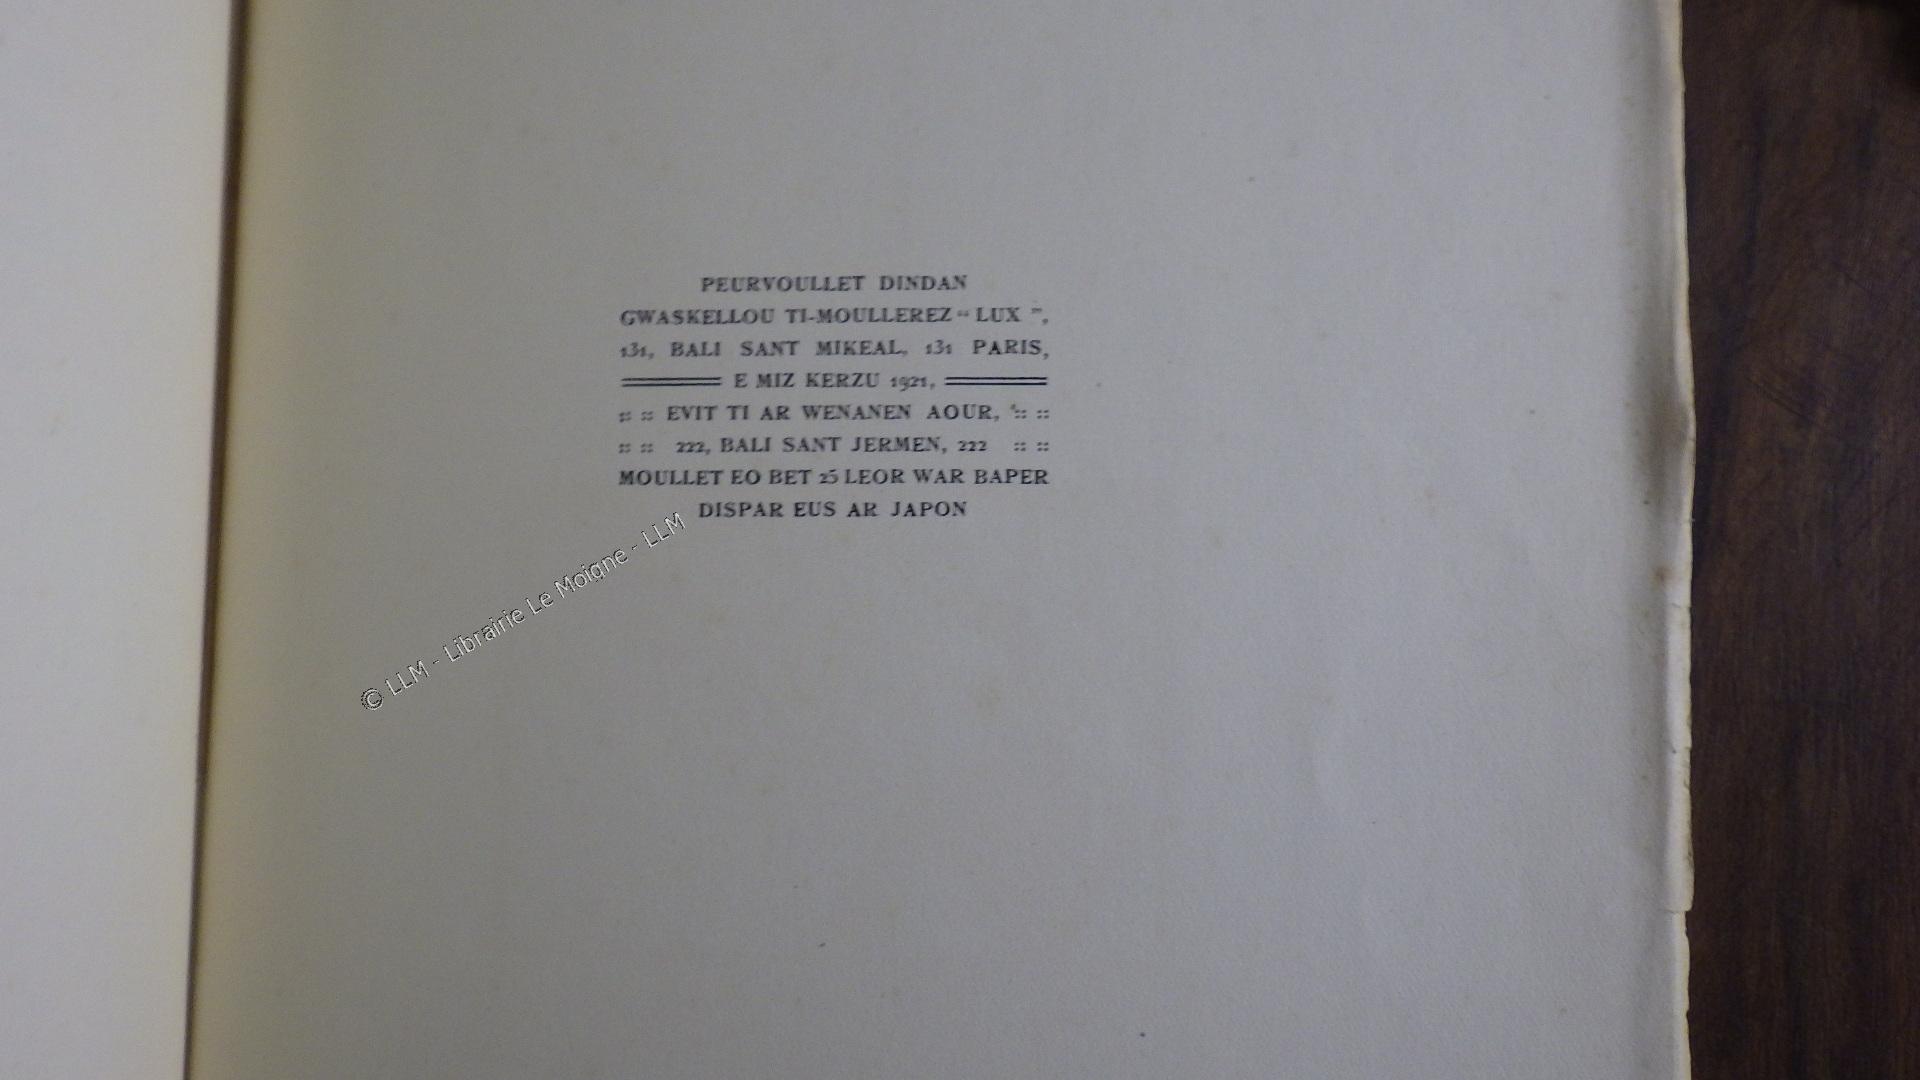 PEURVOULLET DINDAN
GWASKELLOU TI-MOULLEREZ “ LUX ”,
131, BALI SANT MIKEAL, 131 PARIS,
E MIZ KERZU 1921,
:: :: EVIT TI AR WENANEN AOUR, :: ::
:: :: 222, BALI SANT JERMEN, 222 :: ::
MOULLET EO BET 25 LEOR WAR BAPER
DISPAR EUS AR JAPON
© LLM - Librairie Le Moigne - LLM